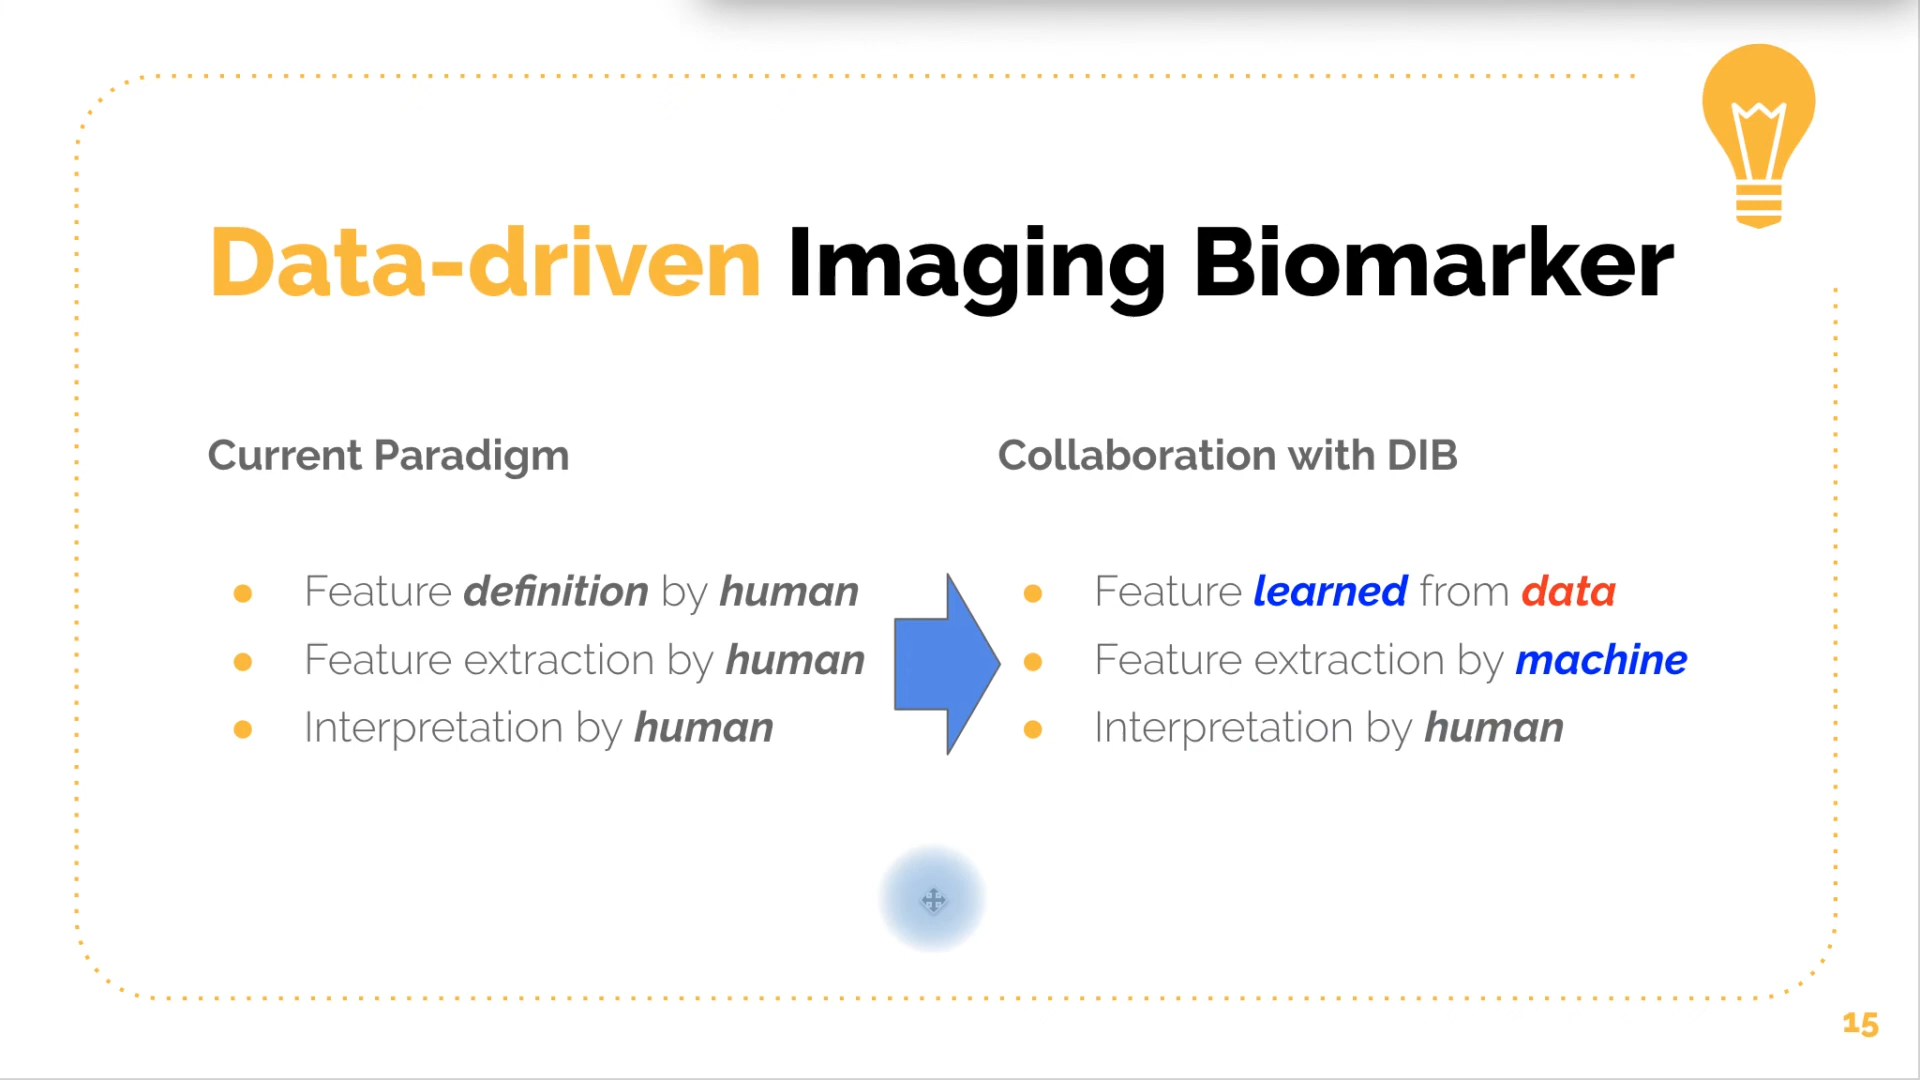 Data-driven Imaging Biomarker
Current Paradigm
Feature definition by human
Feature extraction by human
Interpretation by human
Collaboration with DIB
Feature learned from data
Feature extraction by machine
Interpretation by human
15